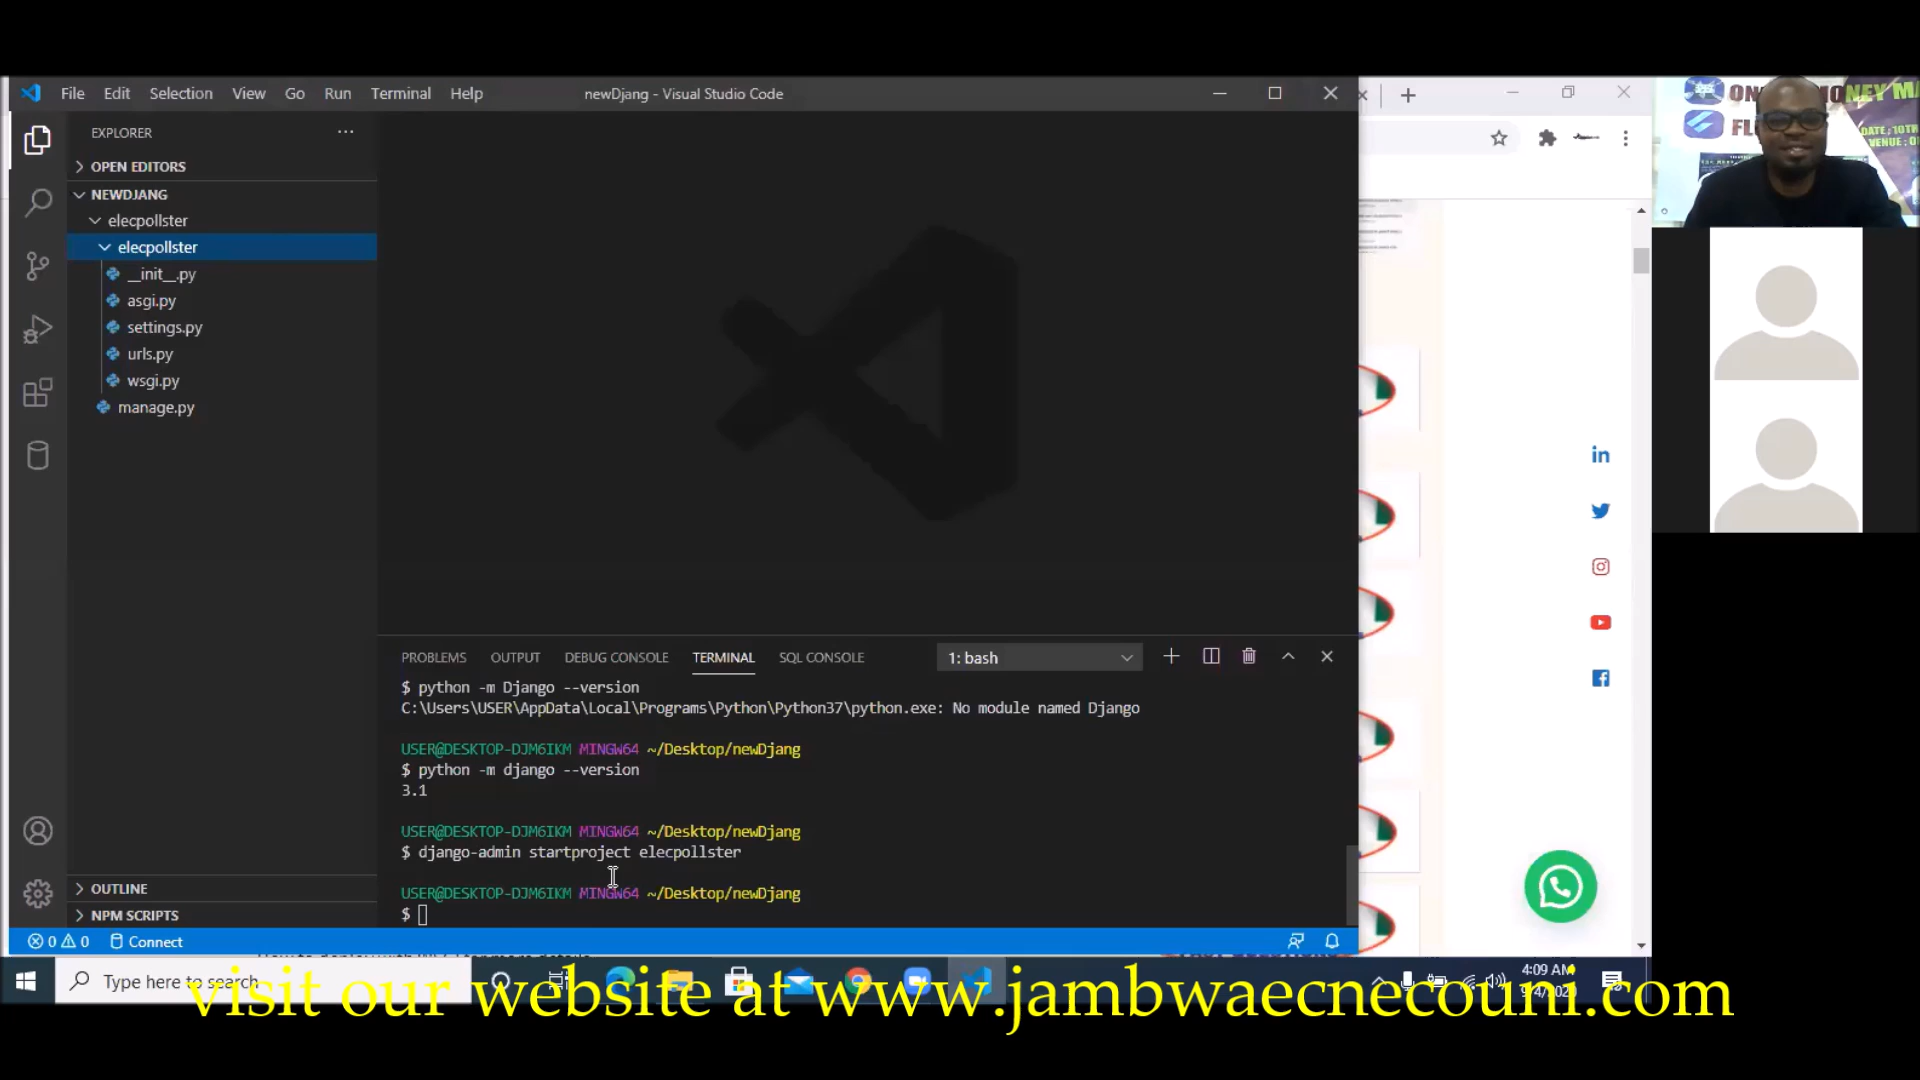 File Edit Selection View Go Run Terminal Help
newDjang - Visual Studio Code
EXPLORER
OPEN EDITORS
NEWDJANG
elecpollster
elecpollster
__init__.py
asgi.py
settings.py
urls.py
wsgi.py
manage.py
OUTLINE
NPM SCRIPTS
PROBLEMS OUTPUT DEBUG CONSOLE TERMINAL SQL CONSOLE
1: bash
$ python -m Django --version
C:\Users\USER\AppData\Local\Programs\Python\Python37\python.exe: No module named Django
USER@DESKTOP-DJM6IKM MINGW64 ~/Desktop/newDjang
$ python -m django --version
3.1
USER@DESKTOP-DJM6IKM MINGW64 ~/Desktop/newDjang
$ django-admin startproject elecpollster
USER@DESKTOP-DJM6IKM MINGW64 ~/Desktop/newDjang
$
0 0 Connect
Type here to search
4:09 AM
visit our website at www.jambwaecnecouni.com